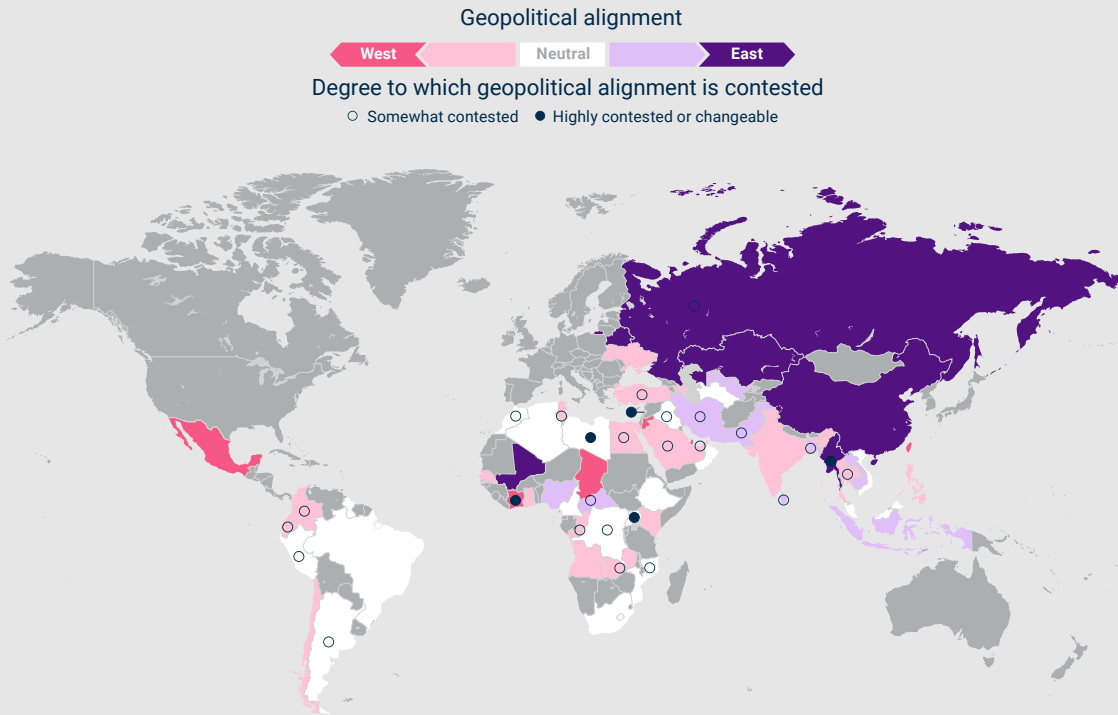 Geopolitical alignment
West Neutral East
Degree to which geopolitical alignment is contested
Somewhat contested Highly contested or changeable